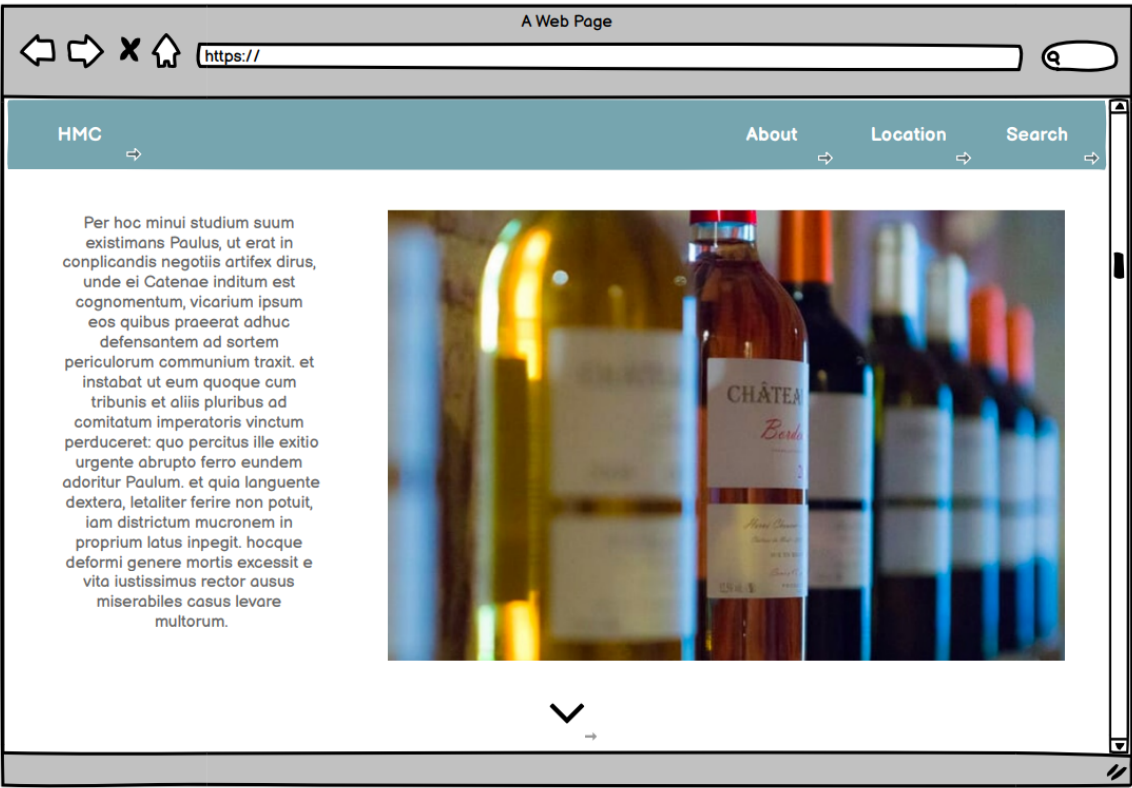 A Web Page
https://
HMC
About
Location
Search
Per hoc minui studium suum
existimans Paulus, ut erat in
conplicandis negotiis artifex dirus,
unde ei Catenae inditum est
cognomentum, vicarium ipsum
eos quibus praeerat adhuc
defensantem ad sortem
periculorum communium traxit. et
instabat ut eum quoque cum
tribunis et aliis pluribus ad
comitatum imperatoris vinctum
perduceret: quo percitus ille exitio
urgente abrupto ferro eundem
adoritur Paulum. et quia languente
dextera, letaliter ferire non potuit,
iam districtum mucronem in
proprium latus inpegit. hocque
deformi genere mortis excessit e
vita iustissimus rector ausus
miserabiles casus levare
multorum.
CHÂTEA
Borde